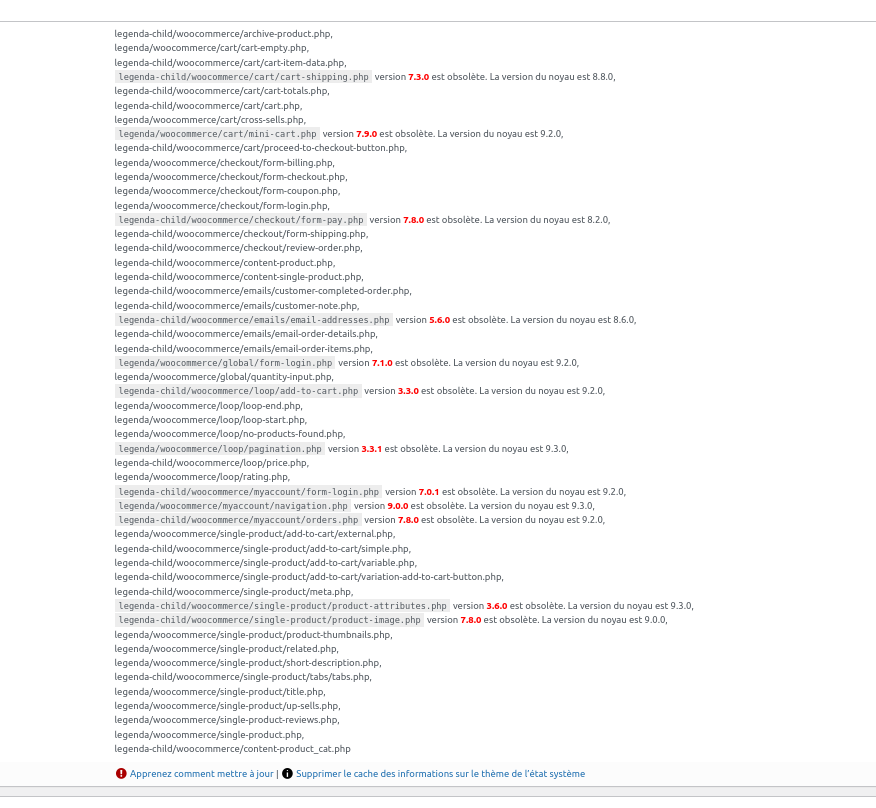 legenda-child/woocommerce/archive-product.php,
legenda/woocommerce/cart/cart-empty.php,
legenda-child/woocommerce/cart/cart-item-data.php,
legenda-child/woocommerce/cart/cart-shipping.php version 7.3.0 est obsolète. La version du noyau est 8.8.0,
legenda-child/woocommerce/cart/cart-totals.php,
legenda-child/woocommerce/cart/cart.php,
legenda/woocommerce/cart/cross-sells.php,
legenda/woocommerce/cart/mini-cart.php version 7.9.0 est obsolète. La version du noyau est 9.2.0,
legenda-child/woocommerce/cart/proceed-to-checkout-button.php,
legenda/woocommerce/checkout/form-billing.php,
legenda-child/woocommerce/checkout/form-checkout.php,
legenda/woocommerce/checkout/form-coupon.php,
legenda/woocommerce/checkout/form-login.php,
legenda-child/woocommerce/checkout/form-pay.php version 7.8.0 est obsolète. La version du noyau est 8.2.0,
legenda-child/woocommerce/checkout/form-shipping.php,
legenda-child/woocommerce/checkout/review-order.php,
legenda/woocommerce/content-product.php,
legenda/woocommerce/content-single-product.php,
legenda-child/woocommerce/emails/customer-completed-order.php,
legenda-child/woocommerce/emails/customer-note.php,
legenda-child/woocommerce/emails/email-addresses.php version 5.6.0 est obsolète. La version du noyau est 8.6.0,
legenda-child/woocommerce/emails/email-order-details.php,
legenda-child/woocommerce/emails/email-order-items.php,
legenda/woocommerce/global/form-login.php version 7.1.0 est obsolète. La version du noyau est 9.2.0,
legenda/woocommerce/global/quantity-input.php,
legenda-child/woocommerce/loop/add-to-cart.php version 3.3.0 est obsolète. La version du noyau est 9.2.0,
legenda/woocommerce/loop/loop-end.php,
legenda/woocommerce/loop/loop-start.php,
legenda/woocommerce/loop/no-products-found.php,
legenda/woocommerce/loop/pagination.php version 3.3.1 est obsolète. La version du noyau est 9.3.0,
legenda-child/woocommerce/loop/price.php,
legenda/woocommerce/loop/rating.php,
legenda-child/woocommerce/myaccount/form-login.php version 7.0.1 est obsolète. La version du noyau est 9.2.0,
legenda/woocommerce/myaccount/navigation.php version 9.0.0 est obsolète. La version du noyau est 9.3.0,
legenda-child/woocommerce/myaccount/orders.php version 7.8.0 est obsolète. La version du noyau est 9.2.0,
legenda/woocommerce/single-product/add-to-cart/external.php,
legenda-child/woocommerce/single-product/add-to-cart/simple.php,
legenda-child/woocommerce/single-product/add-to-cart/variable.php,
legenda-child/woocommerce/single-product/add-to-cart/variation-add-to-cart-button.php,
legenda-child/woocommerce/single-product/meta.php,
legenda-child/woocommerce/single-product/product-attributes.php version 3.6.0 est obsolète. La version du noyau est 9.3.0,
legenda-child/woocommerce/single-product/product-image.php version 7.8.0 est obsolète. La version du noyau est 9.0.0,
legenda/woocommerce/single-product/product-thumbnails.php,
legenda/woocommerce/single-product/related.php,
legenda/woocommerce/single-product/short-description.php,
legenda-child/woocommerce/single-product/tabs/tabs.php,
legenda/woocommerce/single-product/title.php,
legenda/woocommerce/single-product/up-sells.php,
legenda/woocommerce/single-product-reviews.php,
legenda/woocommerce/single-product.php,
legenda-child/woocommerce/content-product_cat.php
Apprenez comment mettre à jour | Supprimer le cache des informations sur le thème de l'état système